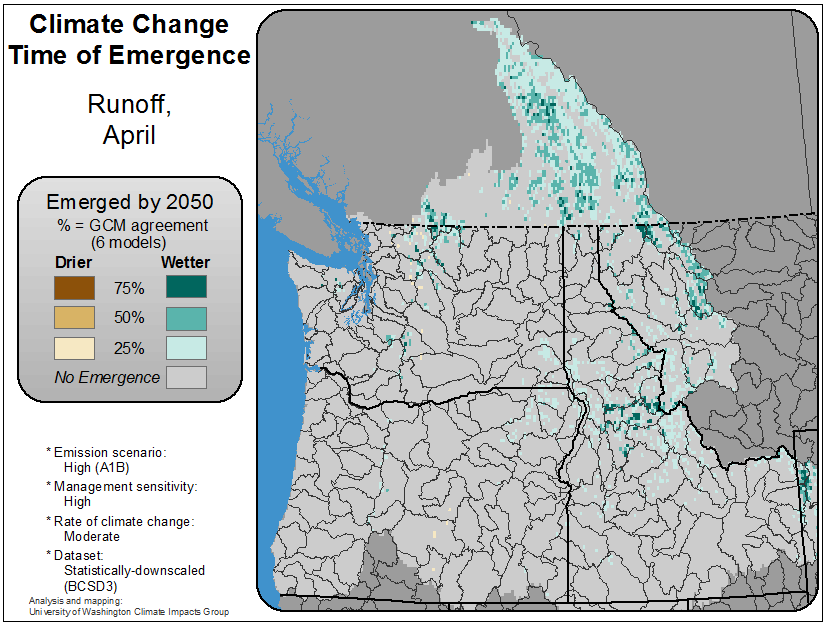 Climate Change
Time of Emergence
Runoff,
April
Emerged by 2050
% = GCM agreement
(6 models)
Drier Wetter
75%
50%
25%
No Emergence
* Emission scenario:
High (A1B)
* Management sensitivity:
High
* Rate of climate change:
Moderate
* Dataset:
Statistically-downscaled
(BCSD3)
Analysis and mapping:
University of Washington Climate Impacts Group